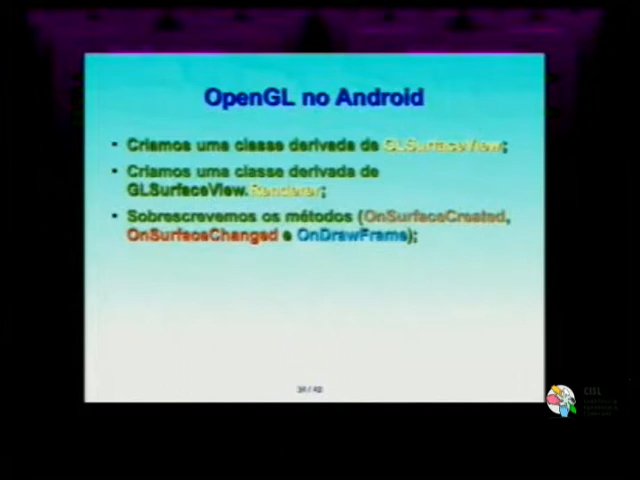 OpenGL no Android
• Criamos uma classe derivada de GLSurfaceView;
• Criamos uma classe derivada de
GLSurfaceView.Renderer;
• Sobrescrevemos os métodos (OnSurfaceCreated,
OnSurfaceChanged e OnDrawFrame);
CISL